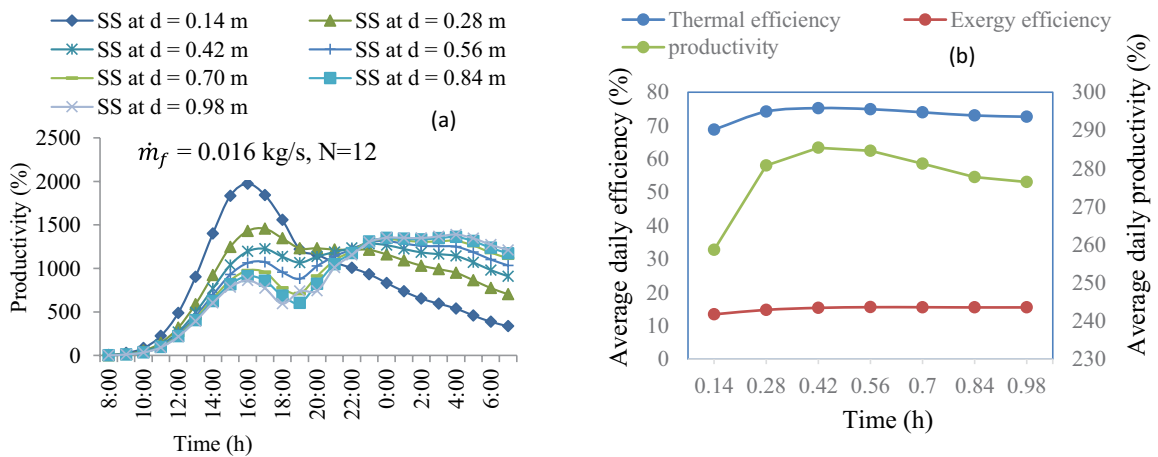 SS at d = 0.14 m
SS at d = 0.28 m
SS at d = 0.42 m
SS at d = 0.56 m
SS at d = 0.70 m
SS at d = 0.84 m
SS at d = 0.98 m
(a)
ṁ_f = 0.016 kg/s, N=12
Productivity (%)
2500
2000
1500
1000
500
0
8:00
10:00
12:00
14:00
16:00
18:00
20:00
22:00
0:00
2:00
4:00
6:00
Time (h)
Thermal efficiency
Exergy efficiency
productivity
(b)
Average daily efficiency (%)
80
70
60
50
40
30
20
10
0
Average daily productivity (%)
300
290
280
270
260
250
240
230
0.14
0.28
0.42
0.56
0.7
0.84
0.98
Time (h)